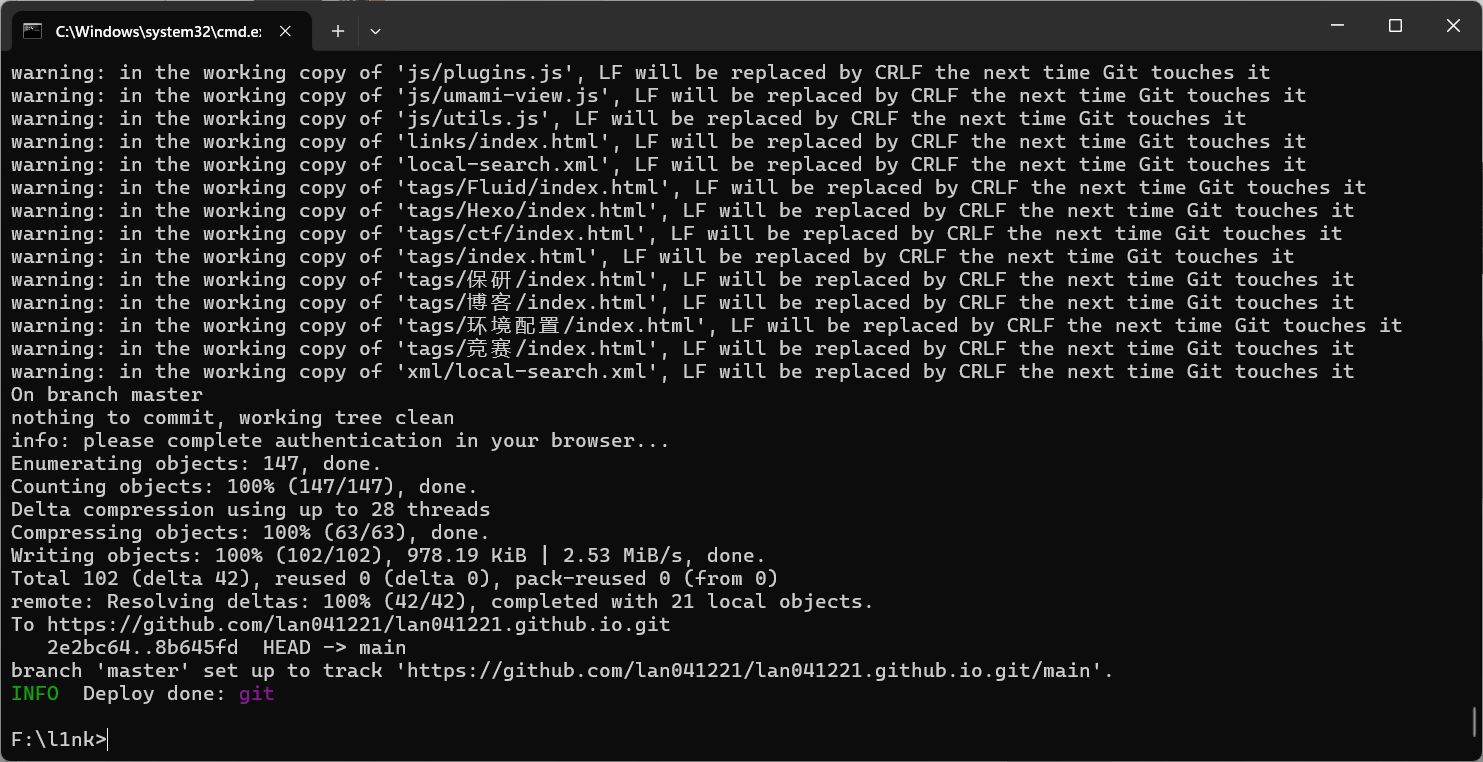 C:\Windows\system32\cmd.e
warning: in the working copy of 'js/plugins.js', LF will be replaced by CRLF the next time Git touches it
warning: in the working copy of 'js/umami-view.js', LF will be replaced by CRLF the next time Git touches it
warning: in the working copy of 'js/utils.js', LF will be replaced by CRLF the next time Git touches it
warning: in the working copy of 'links/index.html', LF will be replaced by CRLF the next time Git touches it
warning: in the working copy of 'local-search.xml', LF will be replaced by CRLF the next time Git touches it
warning: in the working copy of 'tags/Fluid/index.html', LF will be replaced by CRLF the next time Git touches it
warning: in the working copy of 'tags/Hexo/index.html', LF will be replaced by CRLF the next time Git touches it
warning: in the working copy of 'tags/ctf/index.html', LF will be replaced by CRLF the next time Git touches it
warning: in the working copy of 'tags/index.html', LF will be replaced by CRLF the next time Git touches it
warning: in the working copy of 'tags/保研/index.html', LF will be replaced by CRLF the next time Git touches it
warning: in the working copy of 'tags/博客/index.html', LF will be replaced by CRLF the next time Git touches it
warning: in the working copy of 'tags/环境配置/index.html', LF will be replaced by CRLF the next time Git touches it
warning: in the working copy of 'tags/竞赛/index.html', LF will be replaced by CRLF the next time Git touches it
warning: in the working copy of 'xml/local-search.xml', LF will be replaced by CRLF the next time Git touches it
On branch master
nothing to commit, working tree clean
info: please complete authentication in your browser...
Enumerating objects: 147, done.
Counting objects: 100% (147/147), done.
Delta compression using up to 28 threads
Compressing objects: 100% (63/63), done.
Writing objects: 100% (102/102), 978.19 KiB | 2.53 MiB/s, done.
Total 102 (delta 42), reused 0 (delta 0), pack-reused 0 (from 0)
remote: Resolving deltas: 100% (42/42), completed with 21 local objects.
To https://github.com/lan041221/lan041221.github.io.git
   2e2bc64..8b645fd  HEAD -> main
branch 'master' set up to track 'https://github.com/lan041221/lan041221.github.io.git/main'.
INFO  Deploy done: git
F:\l1nk>